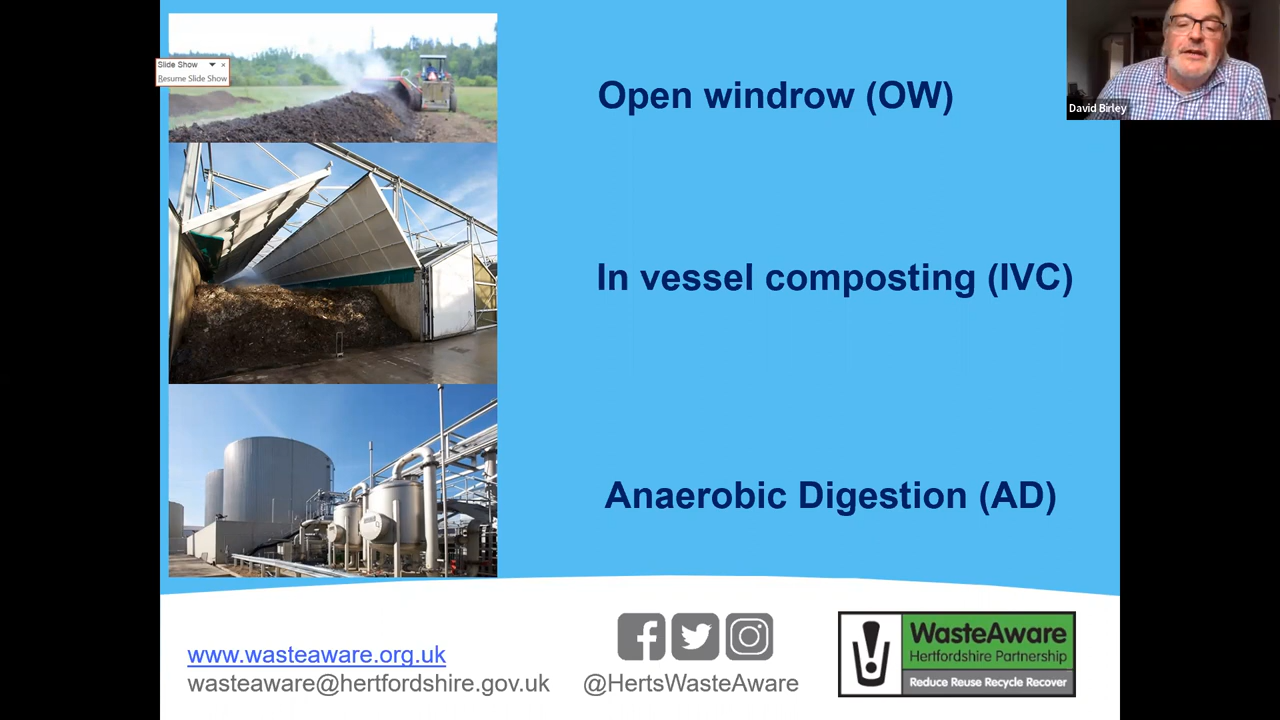 Slide Show
Resume Slide Show
Open windrow (OW)
David Birley
In vessel composting (IVC)
Anaerobic Digestion (AD)
www.wasteaware.org.uk
wasteaware@hertfordshire.gov.uk
@HertsWasteAware
WasteAware
Hertfordshire Partnership
Reduce Reuse Recycle Recover